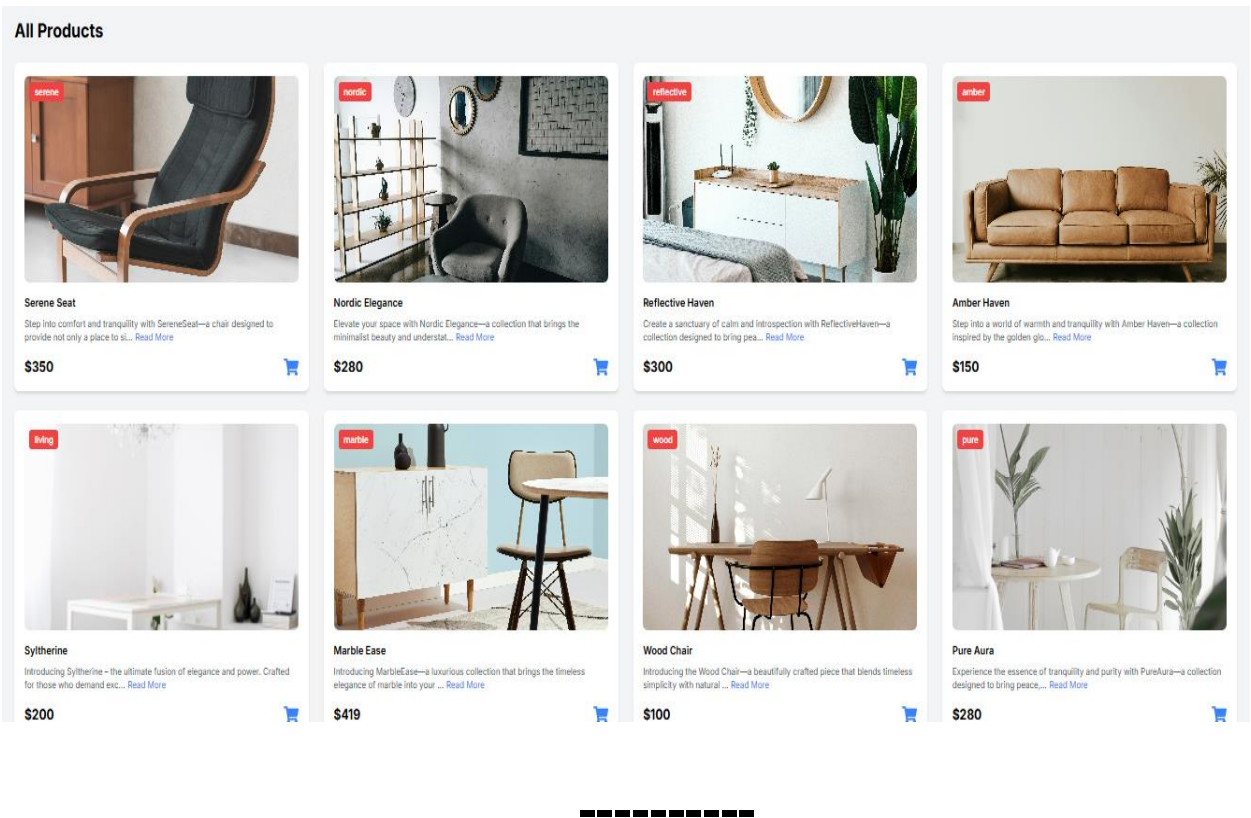 All Products
serene
nordic
reflective
amber
Serene Seat
Step into comfort and tranquility with SereneSeat—a chair designed to
provide not only a place to si... Read More
$350
Nordic Elegance
Elevate your space with Nordic Elegance—a collection that brings the
minimalist beauty and understat... Read More
$280
Reflective Haven
Create a sanctuary of calm and introspection with ReflectiveHaven—a
collection designed to bring pea... Read More
$300
Amber Haven
Step into a world of warmth and tranquility with Amber Haven—a collection
inspired by the golden glo... Read More
$150
living
marble
wood
pure
Syltherine
Introducing Syltherine – the ultimate fusion of elegance and power. Crafted
for those who demand exc... Read More
$200
Marble Ease
Introducing MarbleEase—a luxurious collection that brings the timeless
elegance of marble into your ... Read More
$419
Wood Chair
Introducing the Wood Chair—a beautifully crafted piece that blends timeless
simplicity with natural ... Read More
$100
Pure Aura
Experience the essence of tranquility and purity with PureAura—a collection
designed to bring peace,... Read More
$280